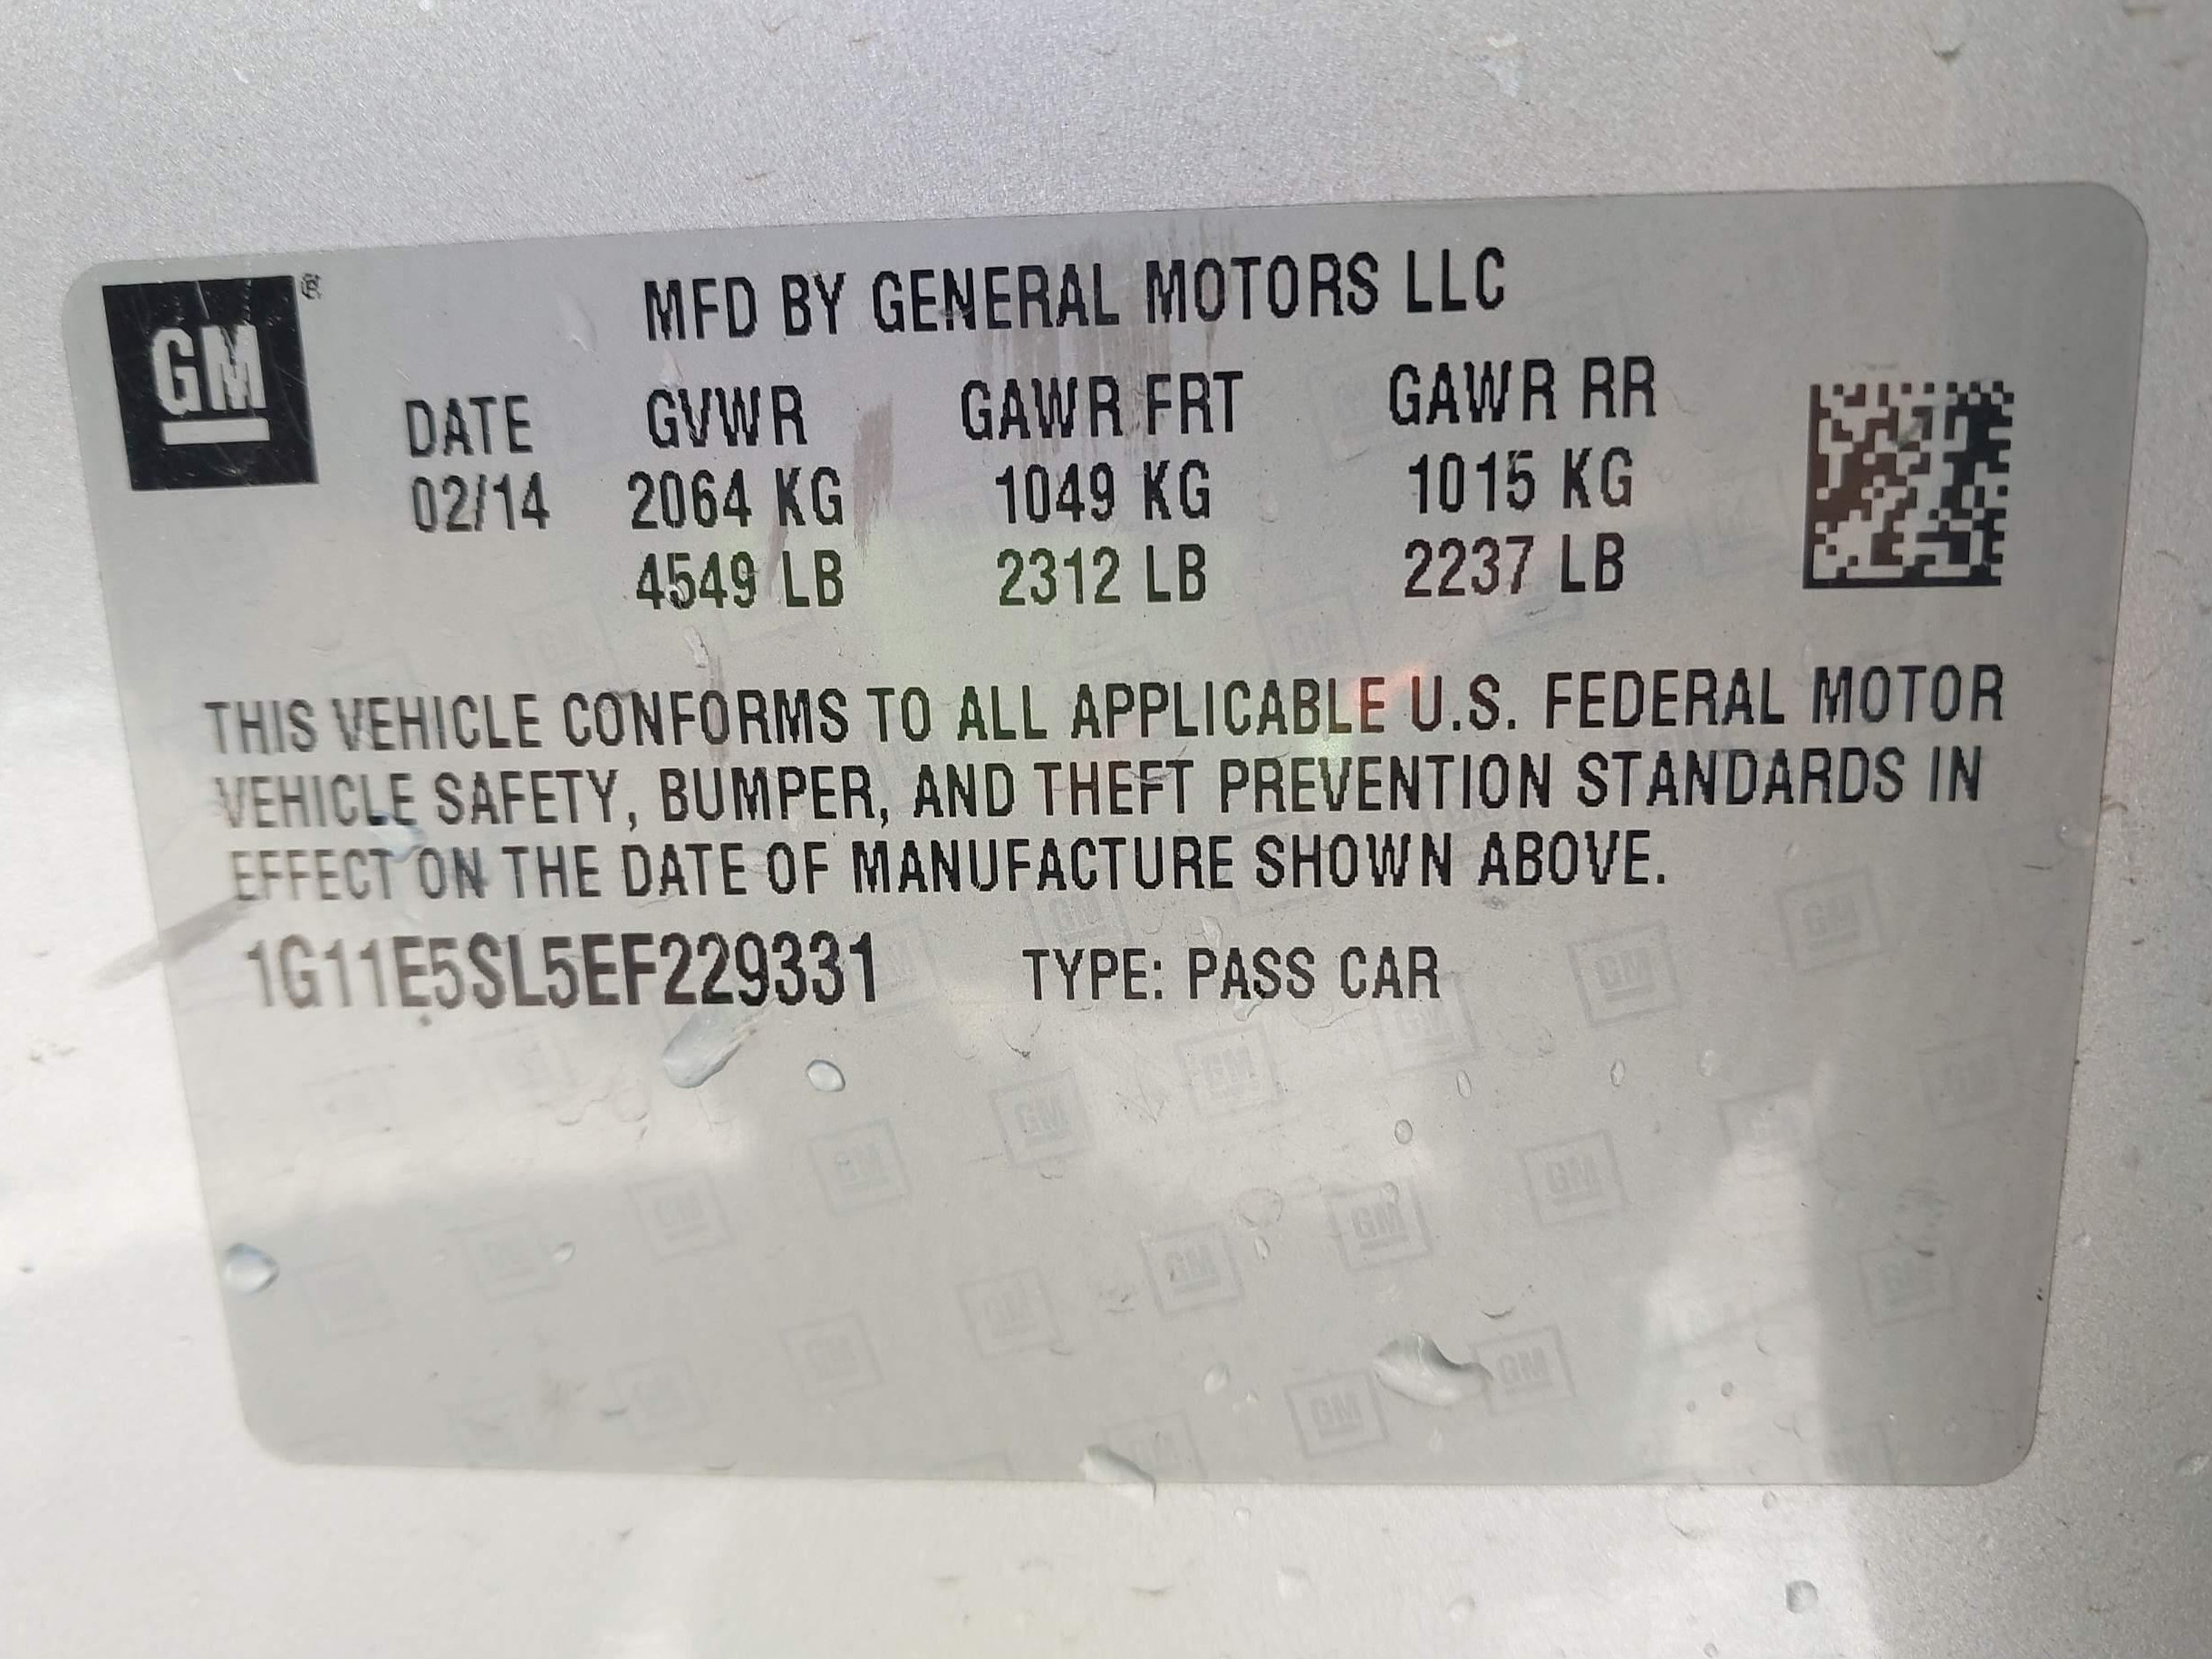 GM®
MFD BY GENERAL MOTORS LLC
DATE GVWR GAWR FRT GAWR RR
02/14 2064 KG 1049 KG 1015 KG
4549 LB 2312 LB 2237 LB
THIS VEHICLE CONFORMS TO ALL APPLICABLE U.S. FEDERAL MOTOR
VEHICLE SAFETY, BUMPER, AND THEFT PREVENTION STANDARDS IN
EFFECT ON THE DATE OF MANUFACTURE SHOWN ABOVE.
1G11E5SL5EF229331 TYPE: PASS CAR